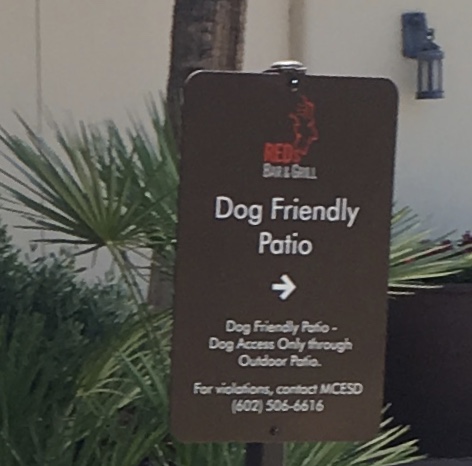 RED's
BAR & GRILL
Dog Friendly
Patio
→
Dog Friendly Patio -
Dog Access Only through
Outdoor Patio.
For violations, contact MCESD
(602) 506-6616